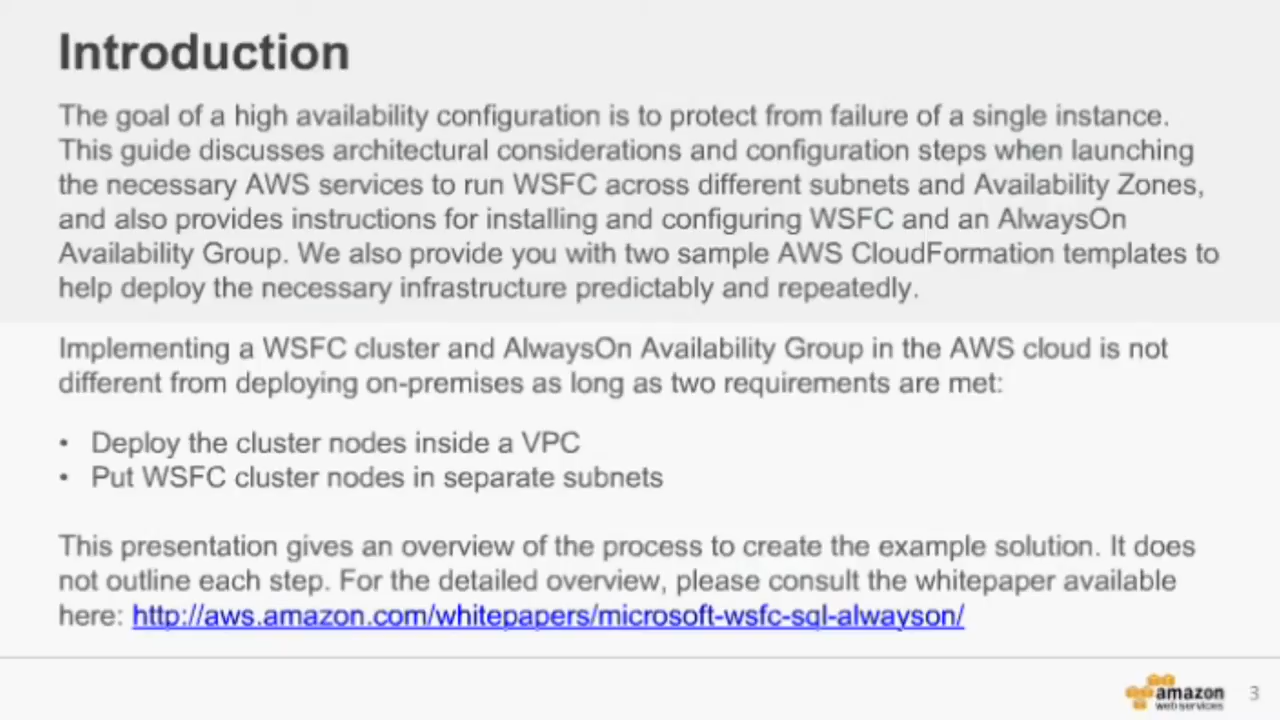 Introduction
The goal of a high availability configuration is to protect from failure of a single instance.
This guide discusses architectural considerations and configuration steps when launching
the necessary AWS services to run WSFC across different subnets and Availability Zones,
and also provides instructions for installing and configuring WSFC and an AlwaysOn
Availability Group. We also provide you with two sample AWS CloudFormation templates to
help deploy the necessary infrastructure predictably and repeatedly.
Implementing a WSFC cluster and AlwaysOn Availability Group in the AWS cloud is not
different from deploying on-premises as long as two requirements are met:
• Deploy the cluster nodes inside a VPC
• Put WSFC cluster nodes in separate subnets
This presentation gives an overview of the process to create the example solution. It does
not outline each step. For the detailed overview, please consult the whitepaper available
here: http://aws.amazon.com/whitepapers/microsoft-wsfc-sql-alwayson/
amazon
web services
3